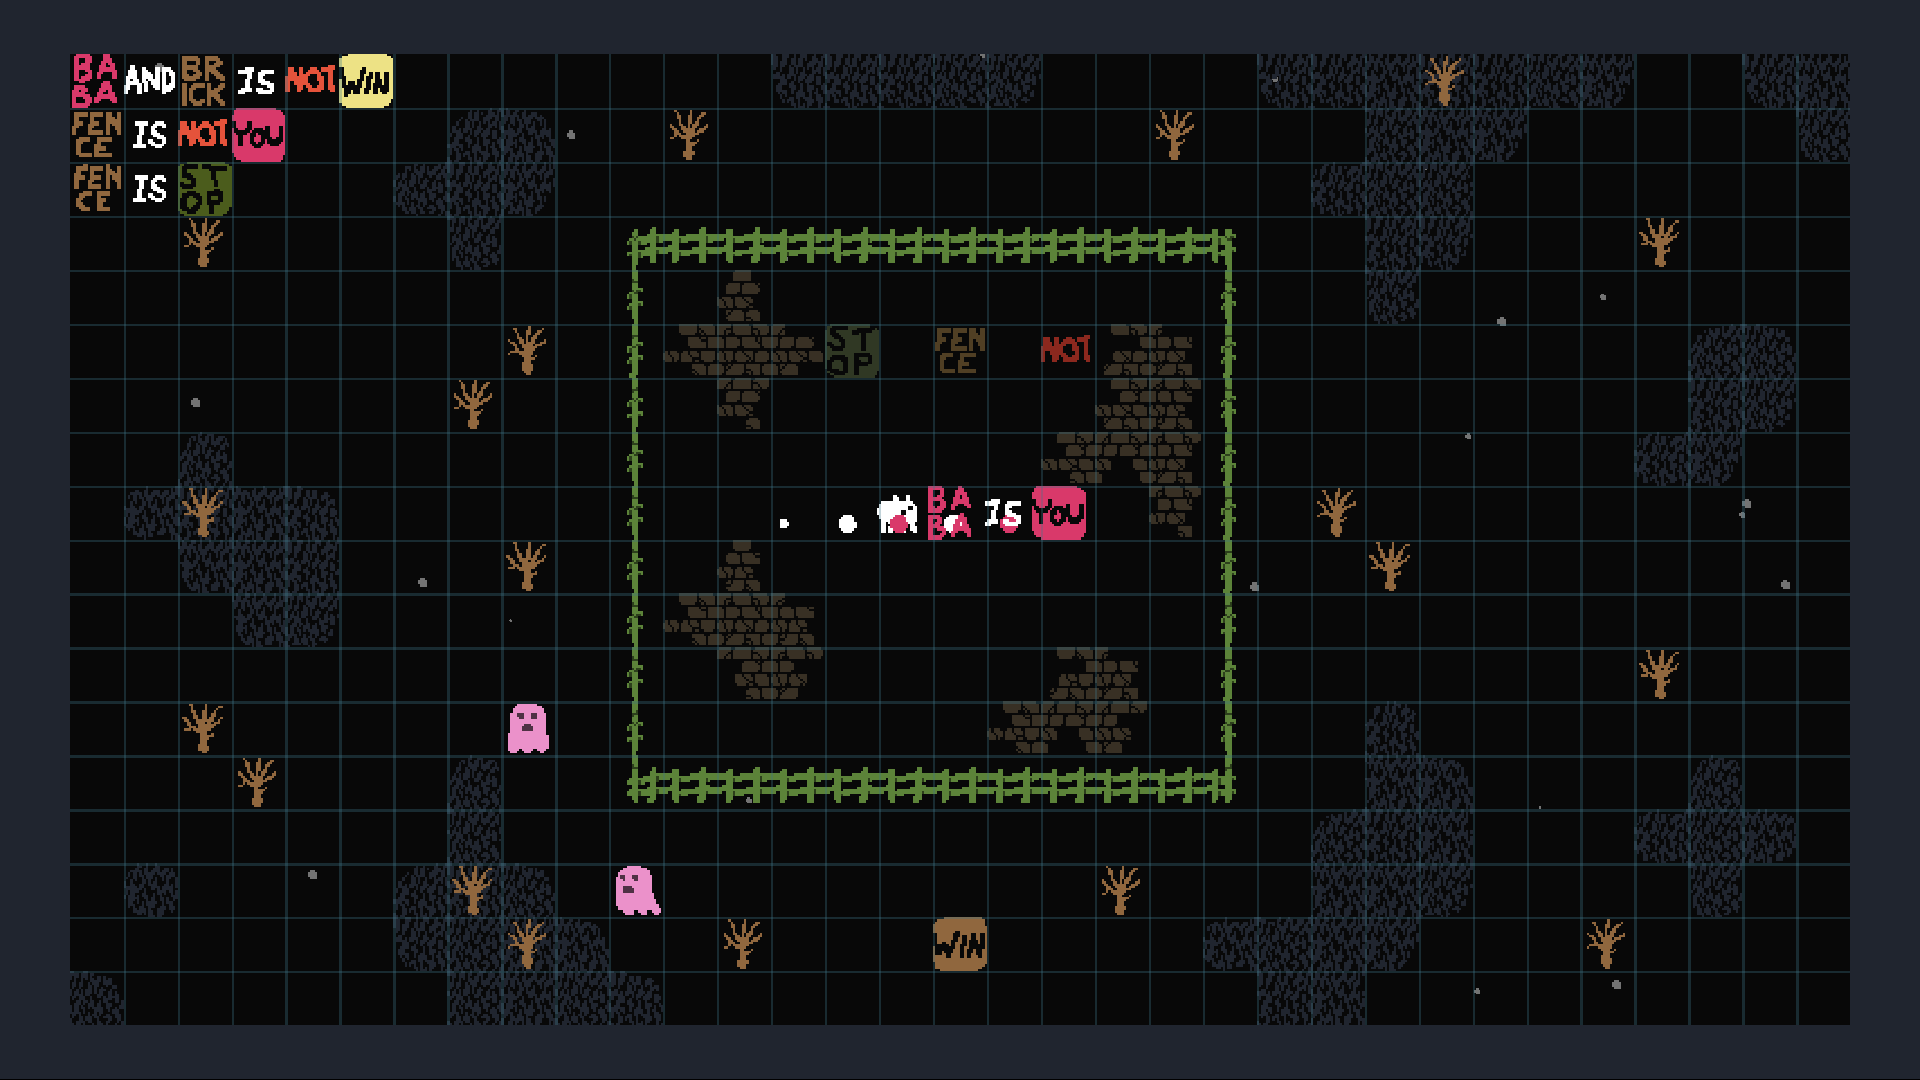 BABA AND BRICK IS NOT WIN
FENCE IS NOT YOU
FENCE IS STOP
STOP FENCE NOT
BABA IS YOU
WIN